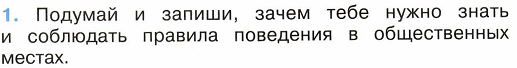 1. Подумай и запиши, зачем тебе нужно знать
и соблюдать правила поведения в общественных
местах.